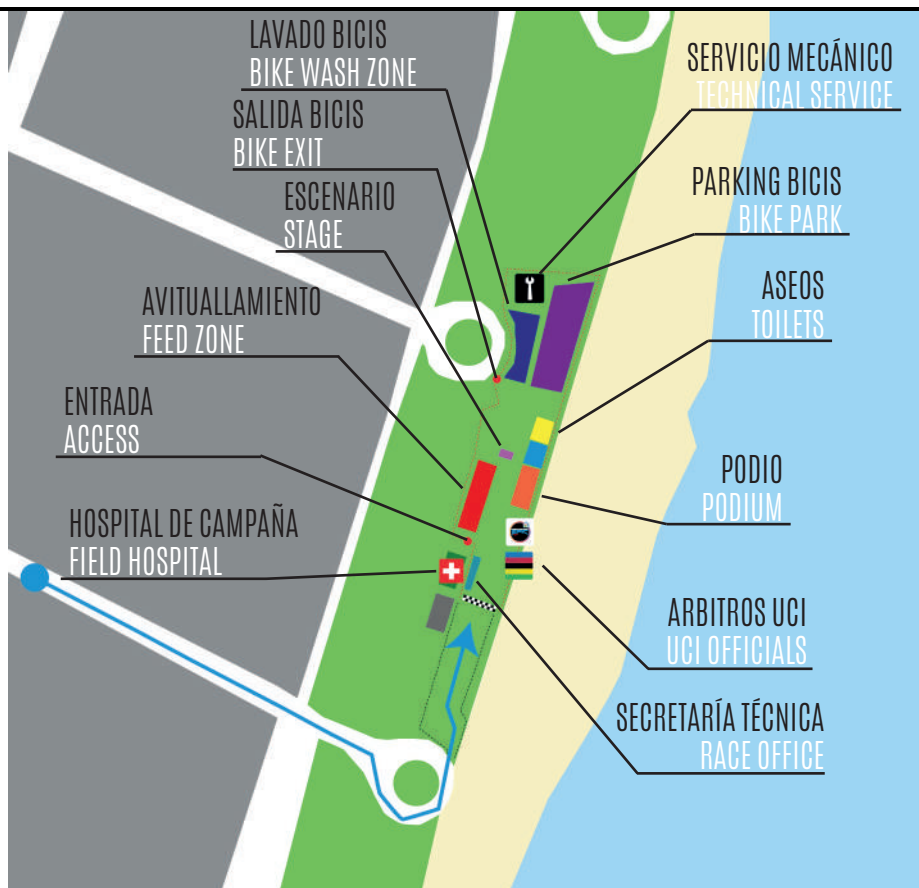 LAVADO BICIS
BIKE WASH ZONE
SALIDA BICIS
BIKE EXIT
ESCENARIO
STAGE
AVITUALLAMIENTO
FEED ZONE
ENTRADA
ACCESS
HOSPITAL DE CAMPAÑA
FIELD HOSPITAL
SERVICIO MECÁNICO
TECHNICAL SERVICE
PARKING BICIS
BIKE PARK
ASEOS
TOILETS
PODIO
PODIUM
ARBITROS UCI
UCI OFFICIALS
SECRETARÍA TÉCNICA
RACE OFFICE